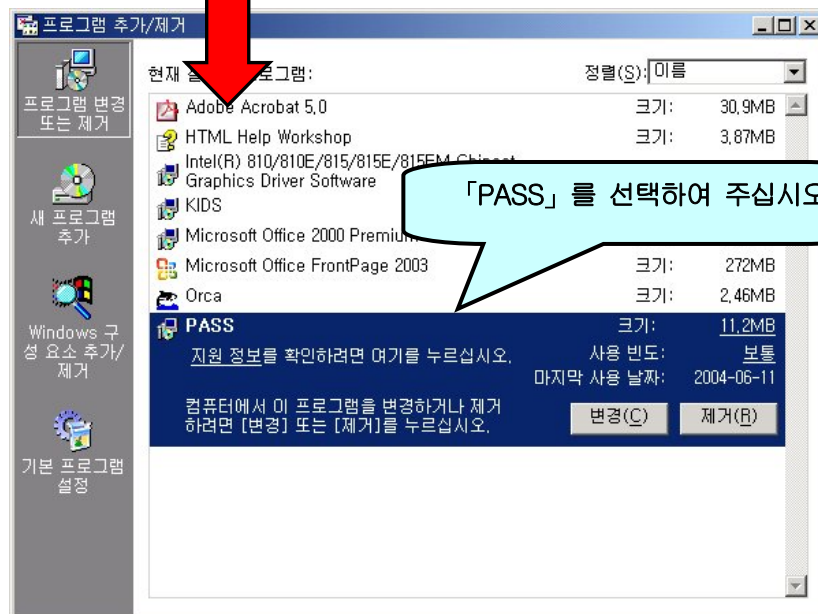 프로그램 추가/제거
현재 프로그램:
정렬(S): 이름
프로그램 변경
또는 제거
새 프로그램
추가
Windows 구
성 요소 추가/
제거
기본 프로그램
설정
Adobe Acrobat 5,0 크기: 30,9MB
HTML Help Workshop 크기: 3,87MB
Intel(R) 810/810E/815/815E/815EM Chipset
Graphics Driver Software
KIDS
Microsoft Office 2000 Premium
Microsoft Office FrontPage 2003 크기: 272MB
Orca 크기: 2,46MB
PASS 크기: 11,2MB
지원 정보를 확인하려면 여기를 누르십시오. 사용 빈도: 보통
마지막 사용 날짜: 2004-06-11
컴퓨터에서 이 프로그램을 변경하거나 제거
하려면 [변경] 또는 [제거]를 누르십시오.
변경(C) 제거(R)
「PASS」를 선택하여 주십시오